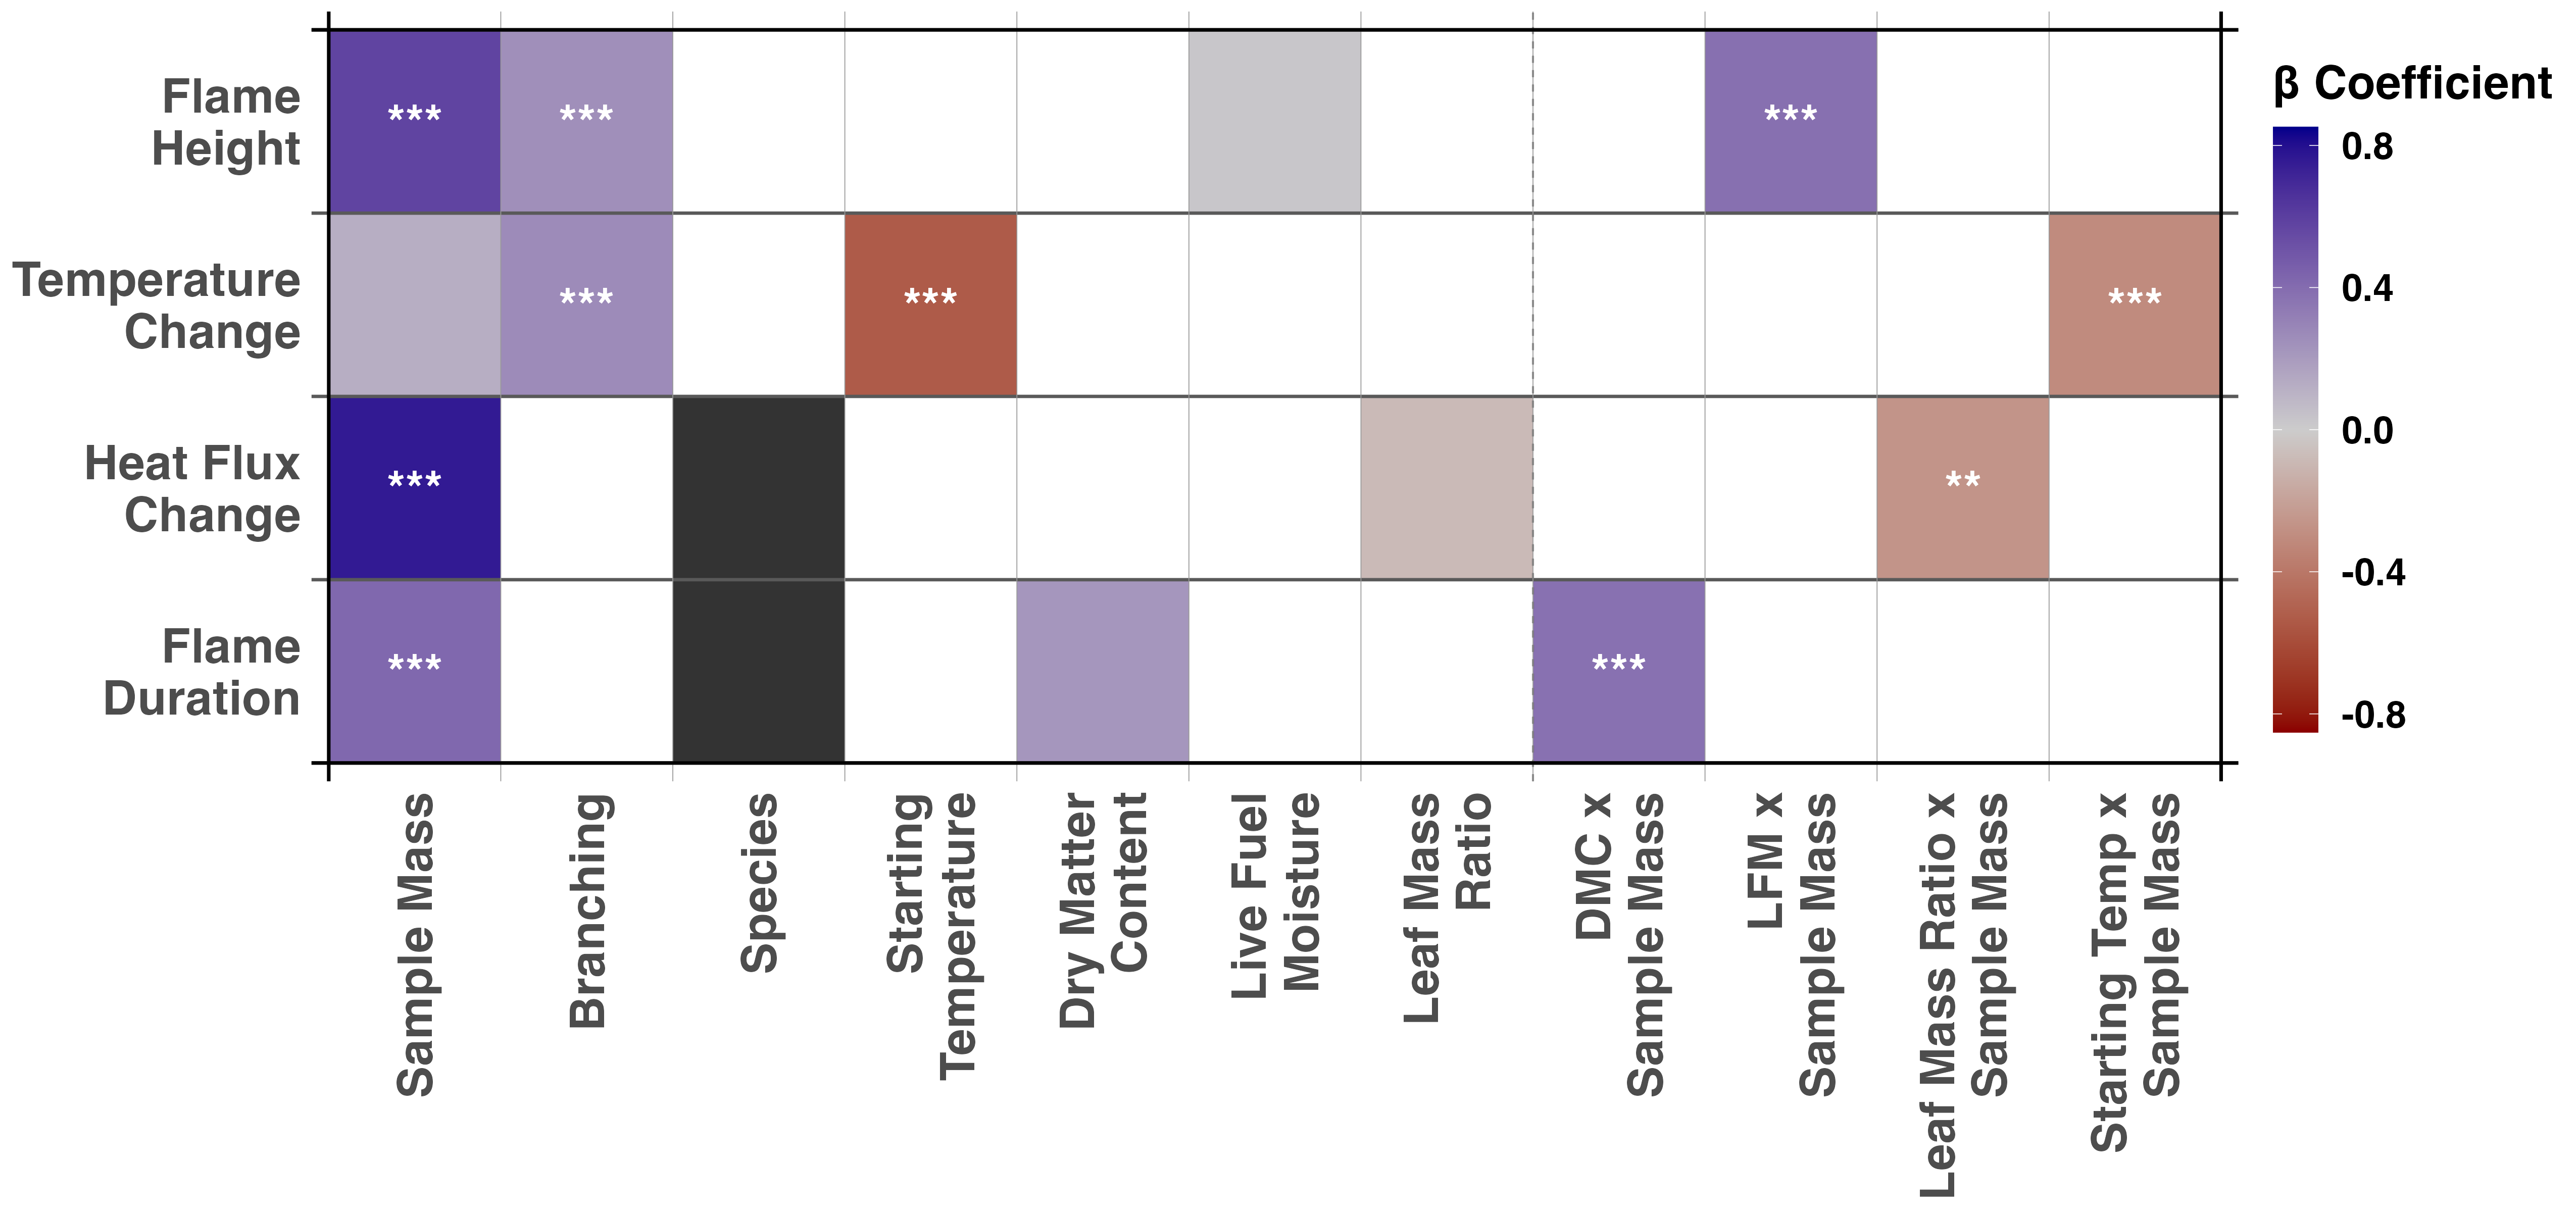 Flame
Height
***
***
***
Temperature
Change
***
***
***
Heat Flux
Change
***
**
Flame
Duration
***
***
Sample Mass
Branching
Species
Starting
Temperature
Dry Matter
Content
Live Fuel
Moisture
Leaf Mass
Ratio
DMC x
Sample Mass
LFM x
Sample Mass
Leaf Mass Ratio x
Sample Mass
Starting Temp x
Sample Mass
β Coefficient
0.8
0.4
0.0
-0.4
-0.8